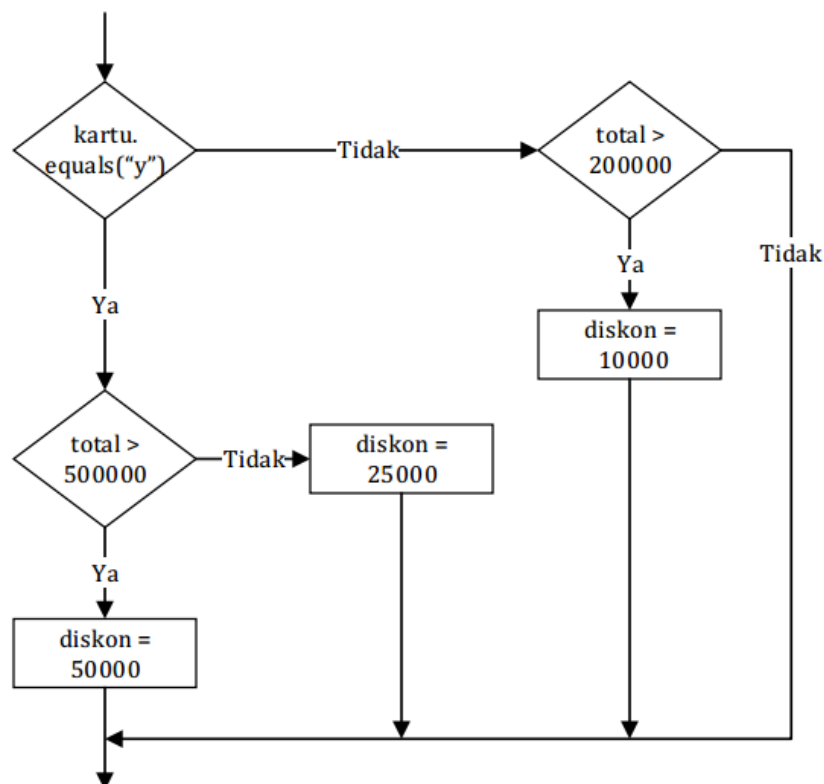 kartu.
equals("y")
Tidak
total >
200000
Tidak
Ya
Ya
diskon =
10000
total >
500000
Tidak
diskon =
25000
Ya
diskon =
50000